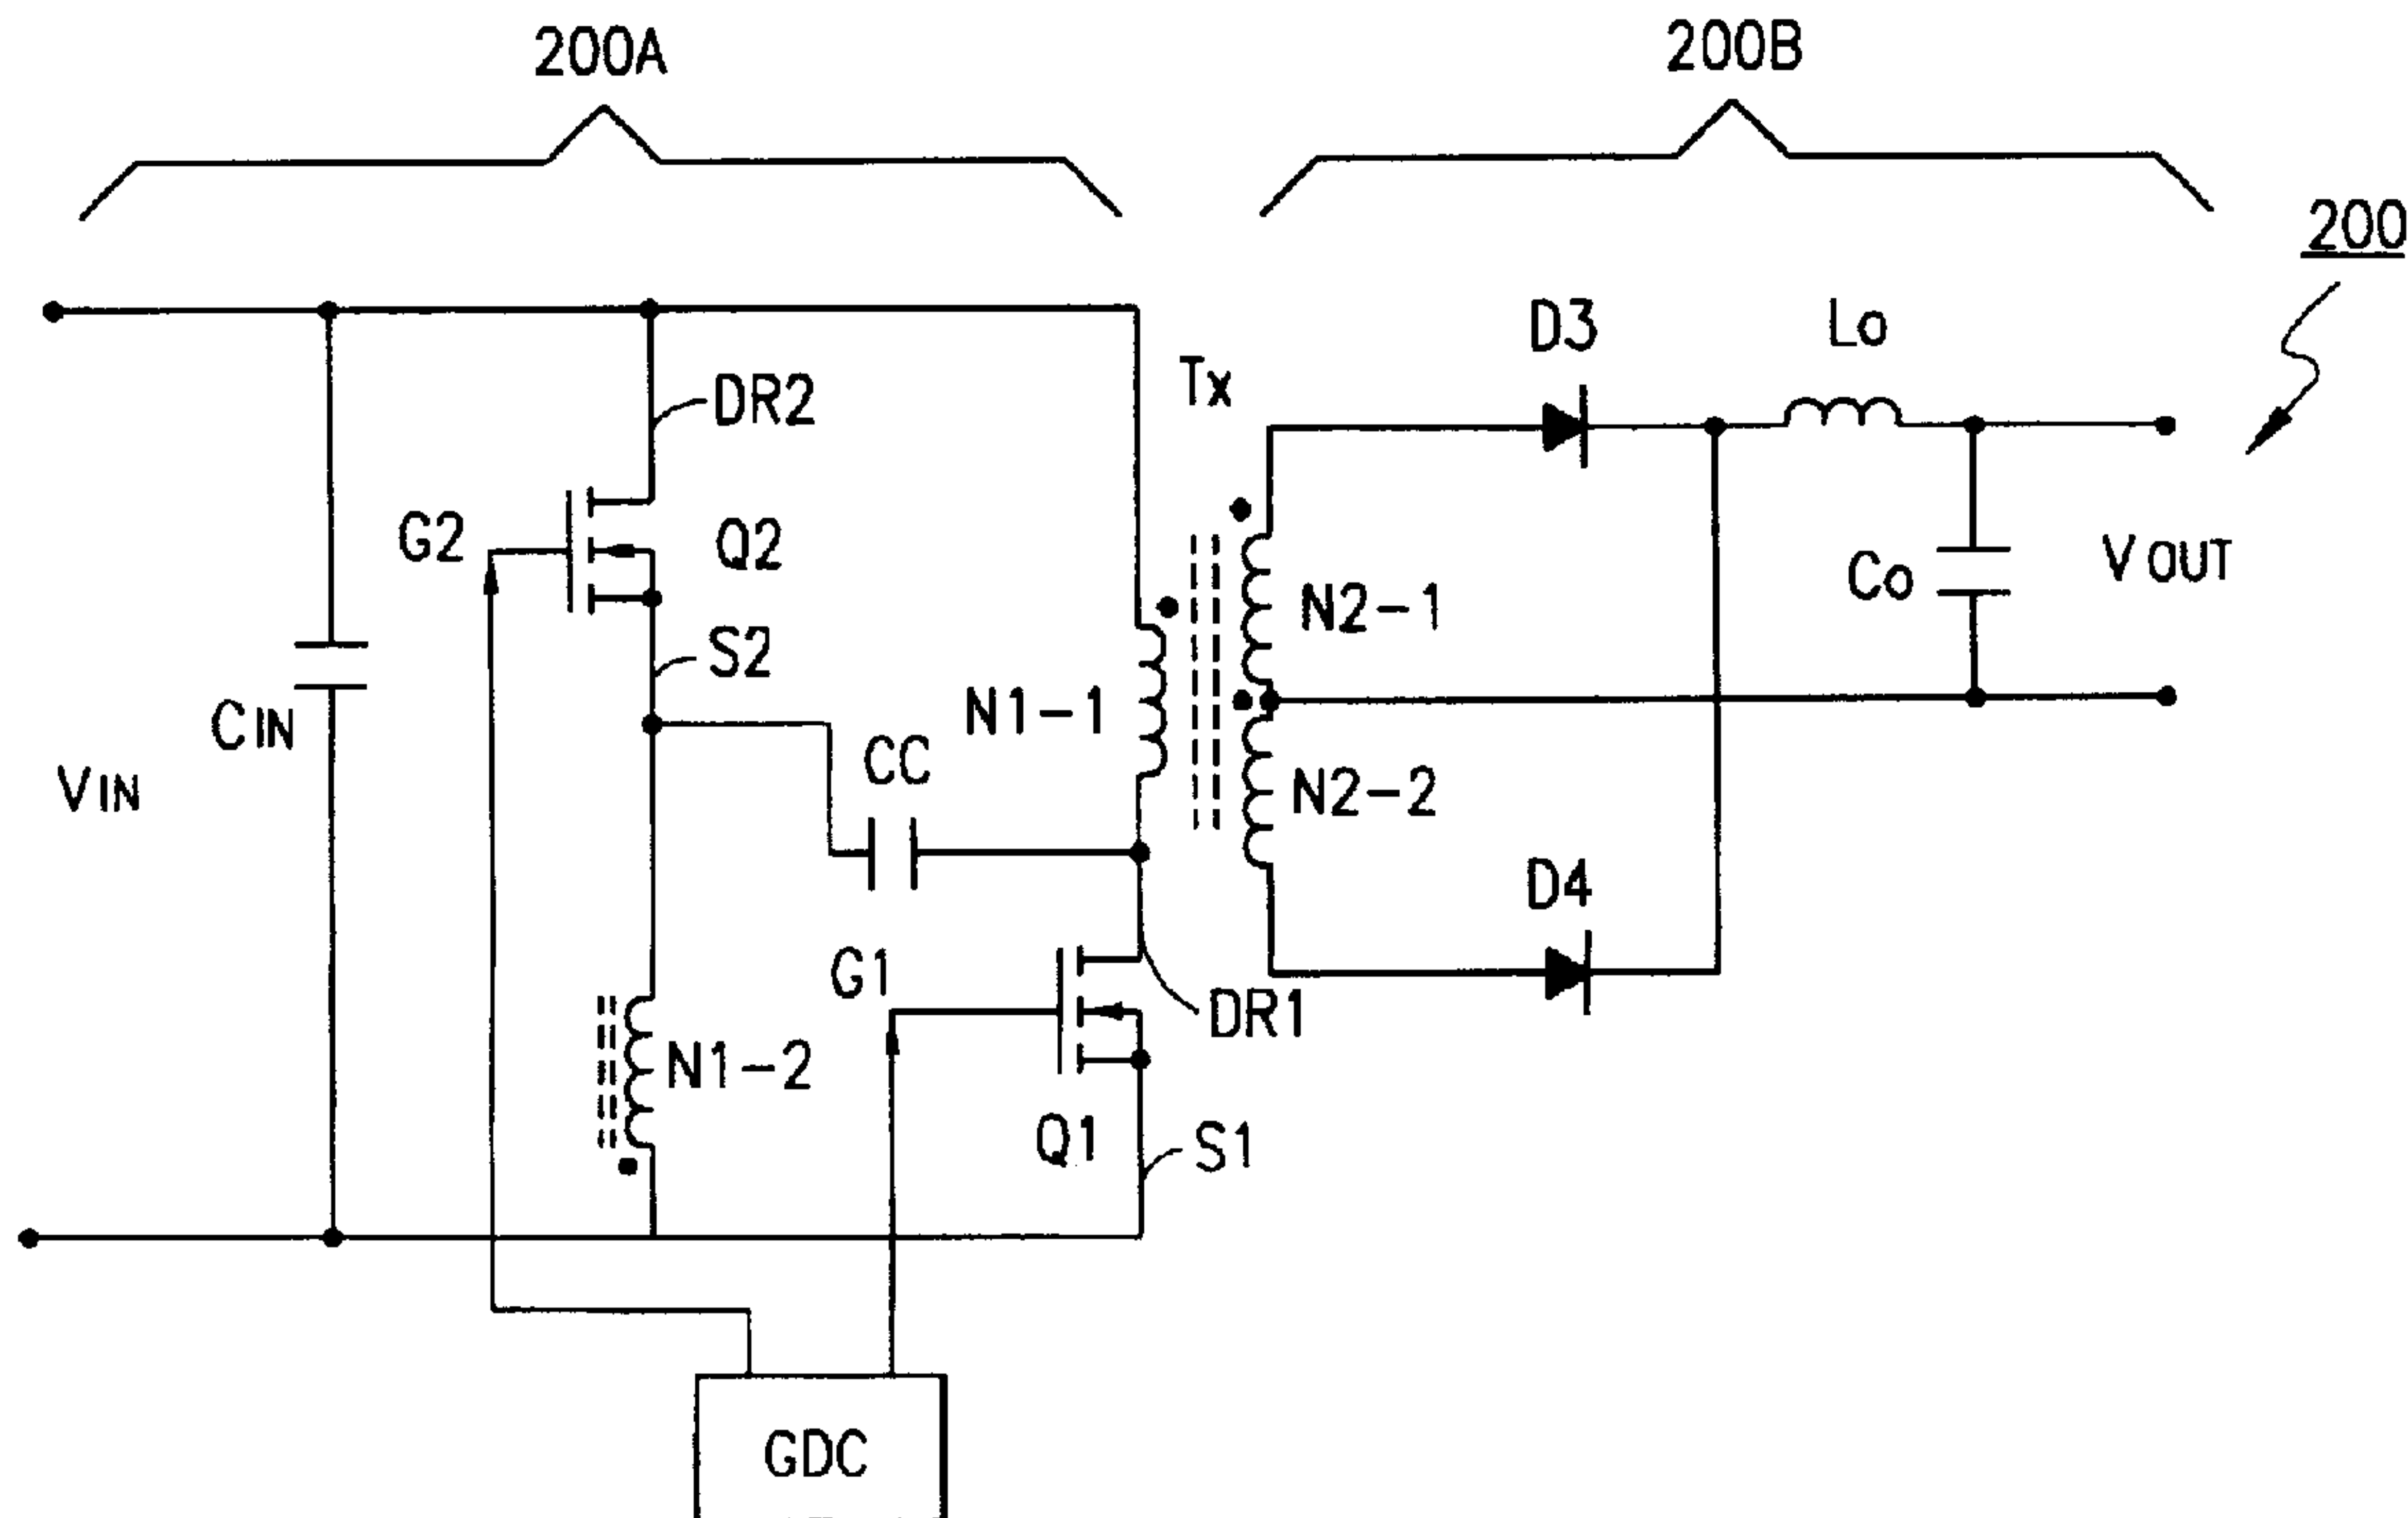 200A
200B
200
D3
Lo
Tx
DR2
G2
Q2
S2
CIN
VIN
CC
N1-1
N2-1
N2-2
Co
VOUT
D4
G1
DR1
N1-2
Q1
S1
GDC